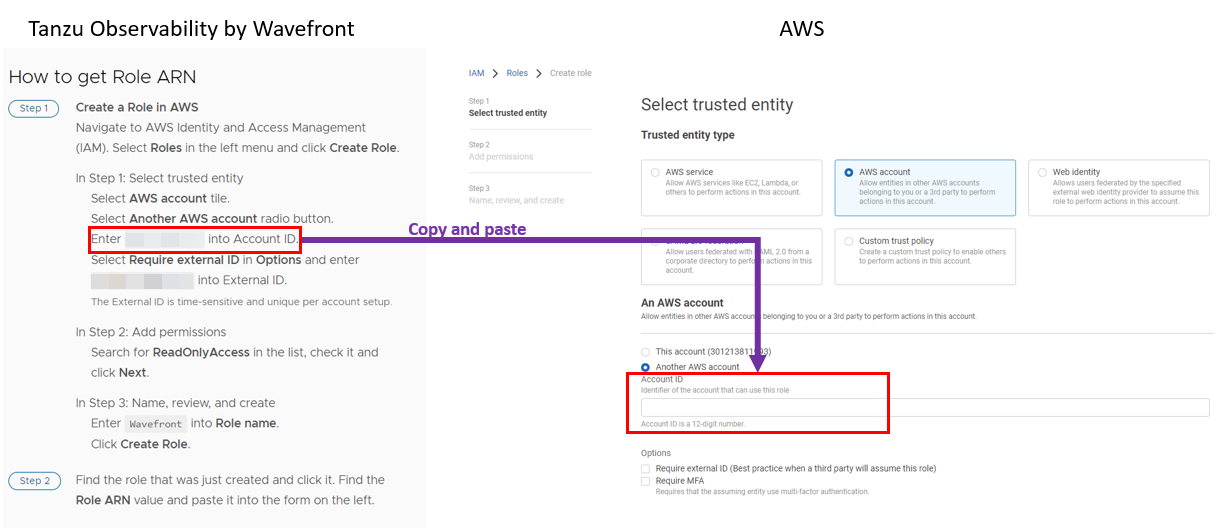 Tanzu Observability by Wavefront
How to get Role ARN
Step 1
Create a Role in AWS
Navigate to AWS Identity and Access Management
(IAM). Select Roles in the left menu and click Create Role.
In Step 1: Select trusted entity
Select AWS account tile.
Select Another AWS account radio button.
Enter into Account ID.
Select Require external ID in Options and enter
into External ID.
The External ID is time-sensitive and unique per account setup.
In Step 2: Add permissions
Search for ReadOnlyAccess in the list, check it and
click Next.
In Step 3: Name, review, and create
Enter Wavefront into Role name.
Click Create Role.
Step 2
Find the role that was just created and click it. Find the
Role ARN value and paste it into the form on the left.
Copy and paste
AWS
IAM > Roles > Create role
Step 1
Select trusted entity
Step 2
Add permissions
Step 3
Name, review, and create
Select trusted entity
Trusted entity type
AWS service
Allow AWS services like EC2, Lambda, or
others to perform actions in this account.
AWS account
Allow entities in other AWS accounts
belonging to you or a 3rd party to perform
actions in this account.
Web identity
Allows users federated by the specified
external web identity provider to assume this
role to perform actions in this account.
Allow users federated with SAML 2.0 from a
corporate directory to perform actions in this
account.
Custom trust policy
Create a custom trust policy to enable others
to perform actions in this account.
An AWS account
Allow entities in other AWS accounts belonging to you or a 3rd party to perform actions in this account.
This account
Another AWS account
Account ID
Identifier of the account that can use this role
Account ID is a 12-digit number.
Options
Require external ID (Best practice when a third party will assume this role)
Require MFA
Requires that the assuming entity use multi-factor authentication.